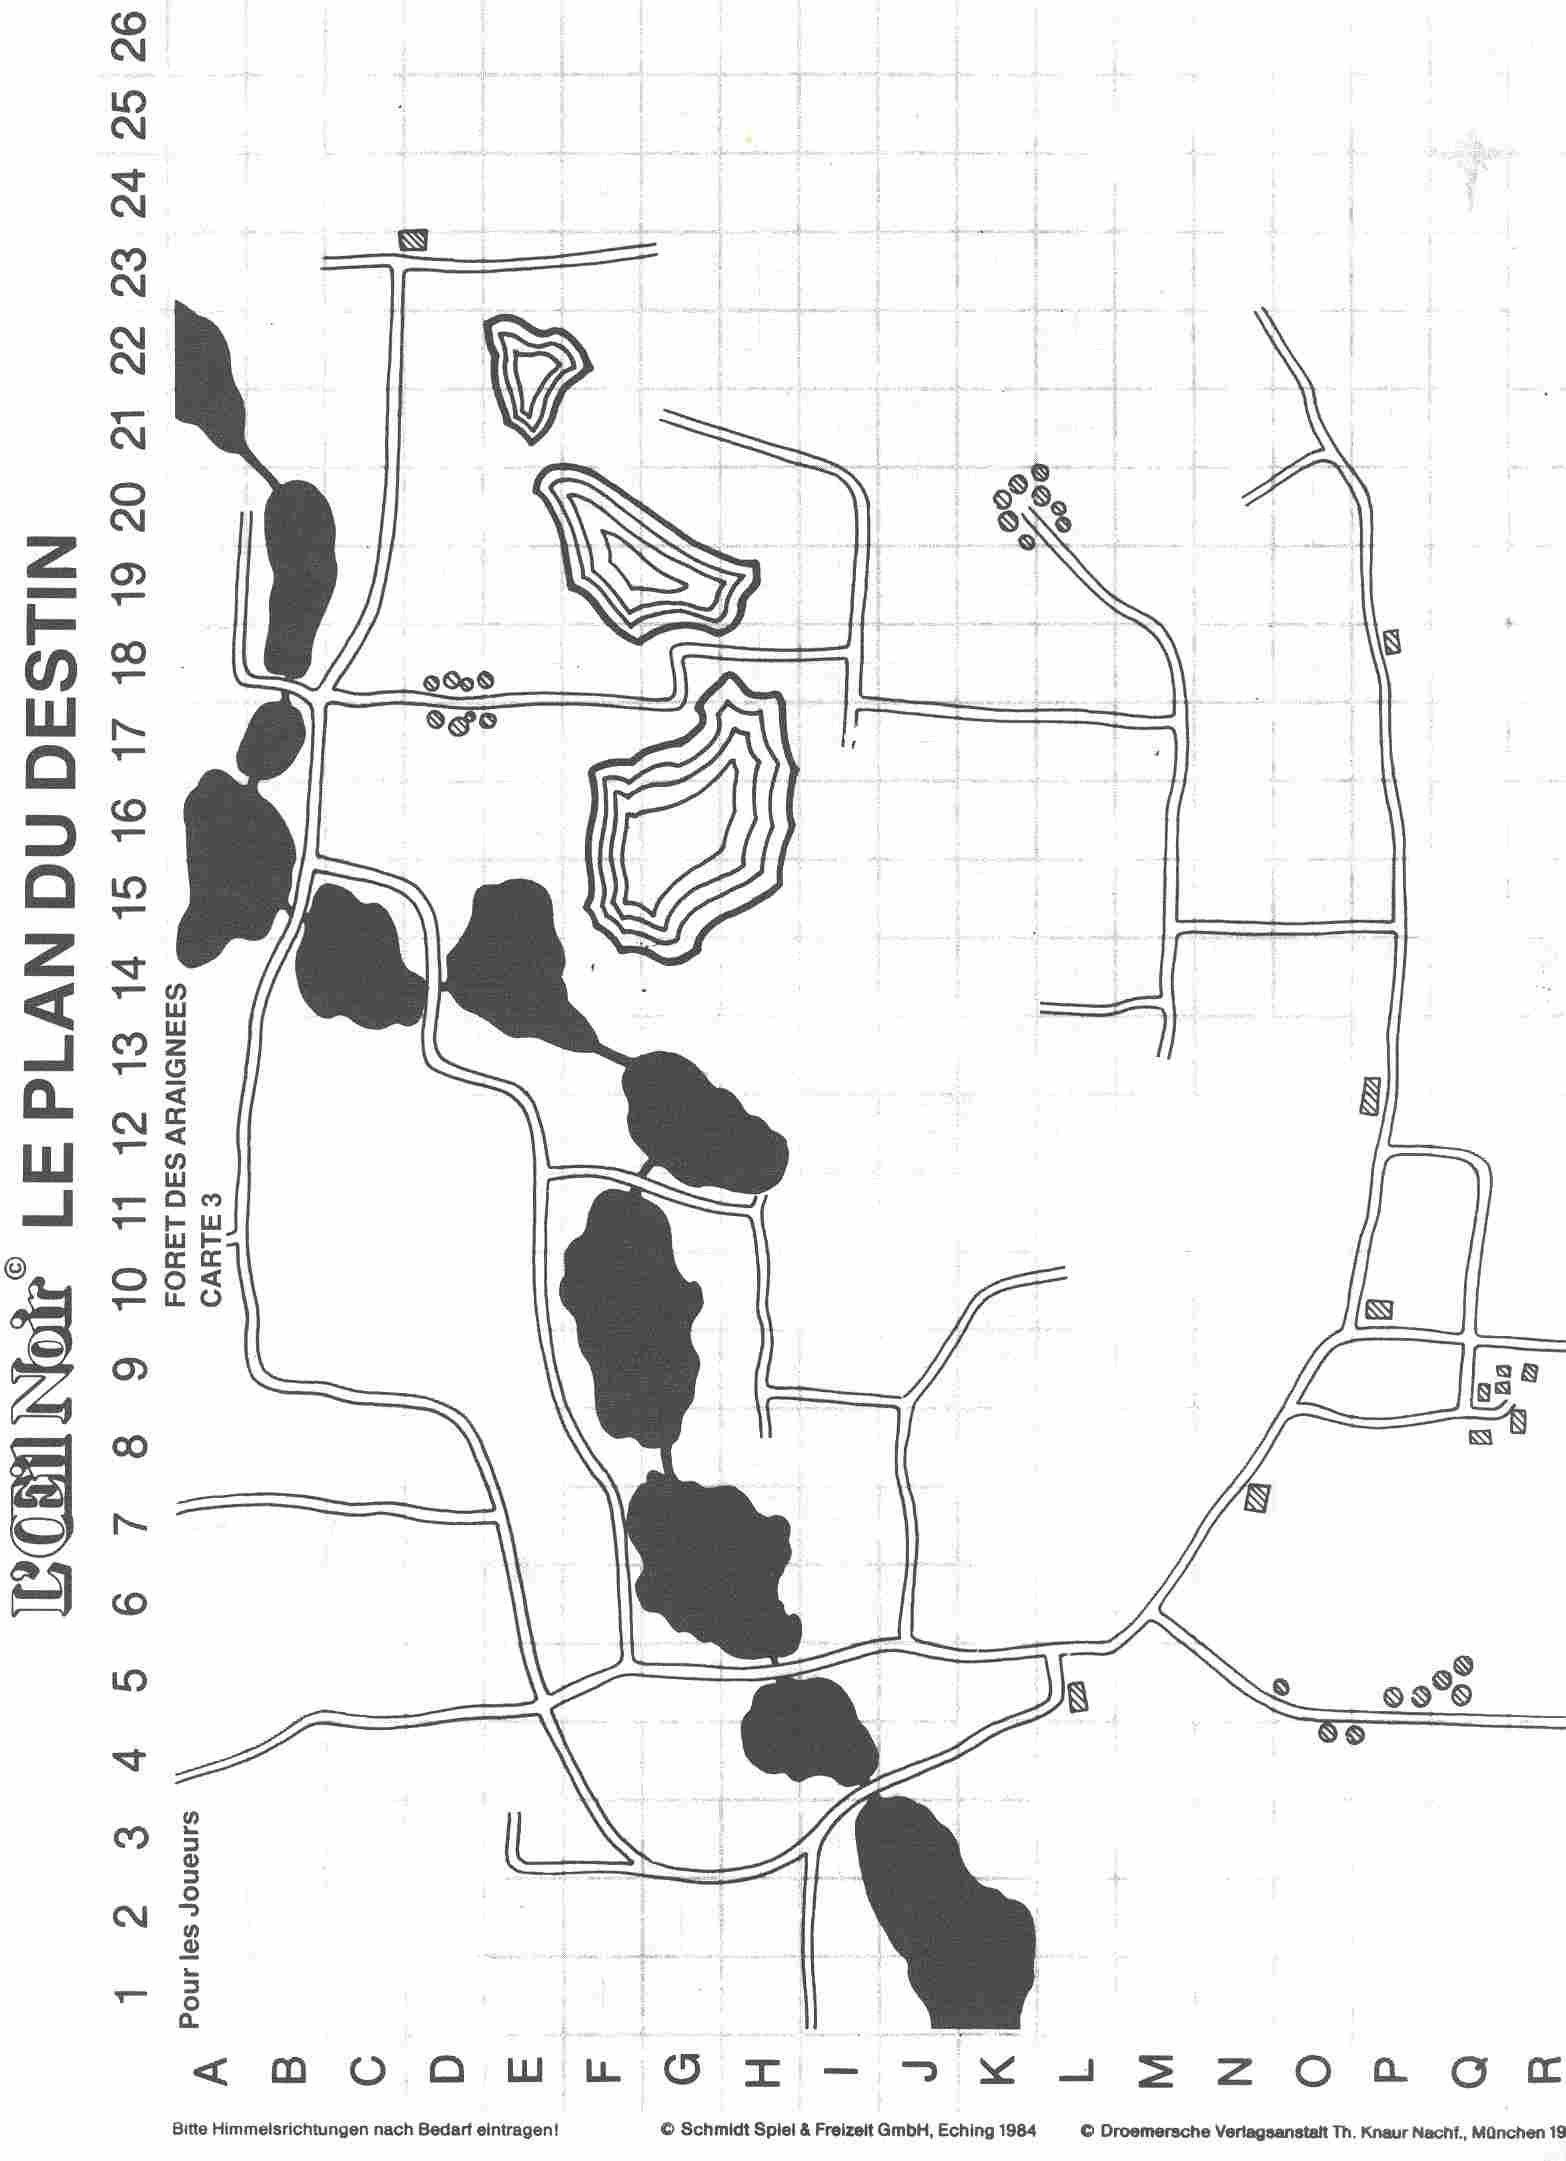 L'Œil Noir© LE PLAN DU DESTIN
1 2 3 4 5 6 7 8 9 10 11 12 13 14 15 16 17 18 19 20 21 22 23 24 25 26
Pour les Joueurs
FORET DES ARAIGNEES
CARTE 3
A
B
C
D
E
F
G
H
I
J
K
L
M
N
O
P
Q
R
Bitte Himmelsrichtungen nach Bedarf eintragen!
© Schmidt Spiel & Freizeit GmbH, Eching 1984
© Droemersche Verlagsanstalt Th. Knaur Nachf., München 19